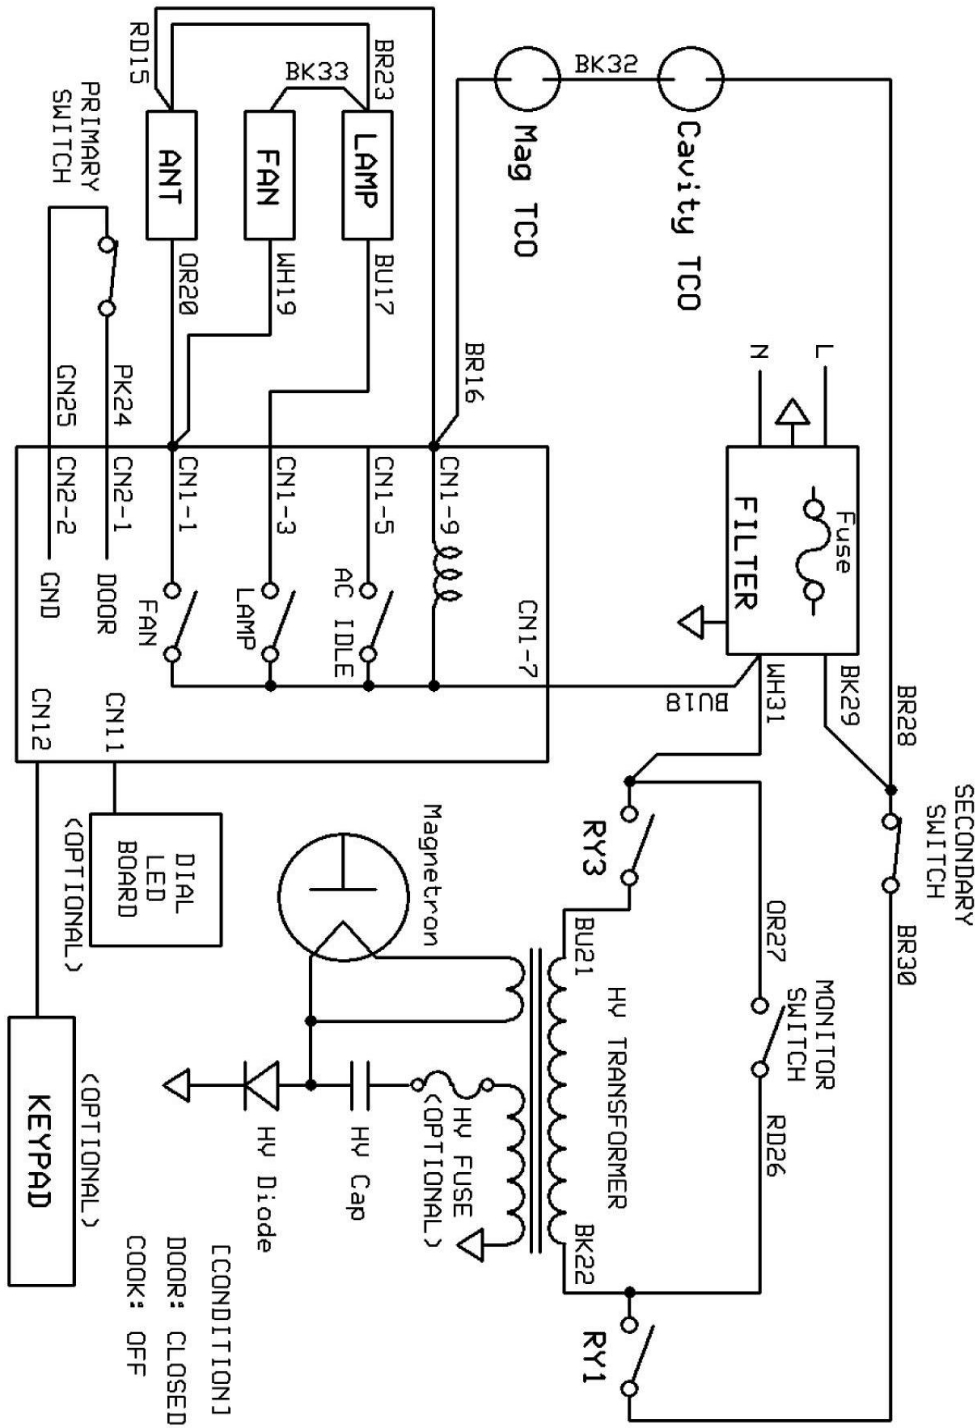 SECONDARY
SWITCH
BR28
BR30
Cavity TCO
BK32
Mag TCO
BR16
L
N
Fuse
FILTER
BK29
WH31
BU18
OR27
MONITOR
SWITCH
RD26
RY3
RY1
BU21
HV TRANSFORMER
BK22
HV FUSE
(OPTIONAL)
Magnetron
HV Cap
HV Diode
RD15
BR23
BK33
LAMP
FAN
ANT
BU17
WH19
OR20
CN1-9
CN1-7
CN1-5
AC IDLE
CN1-3
LAMP
CN1-1
FAN
PRIMARY
SWITCH
PK24
CN2-1
DOOR
GN25
CN2-2
GND
CN11
CN12
DIAL
LED
BOARD
(OPTIONAL)
KEYPAD
(OPTIONAL)
[CONDITION]
DOOR: CLOSED
COOK: OFF